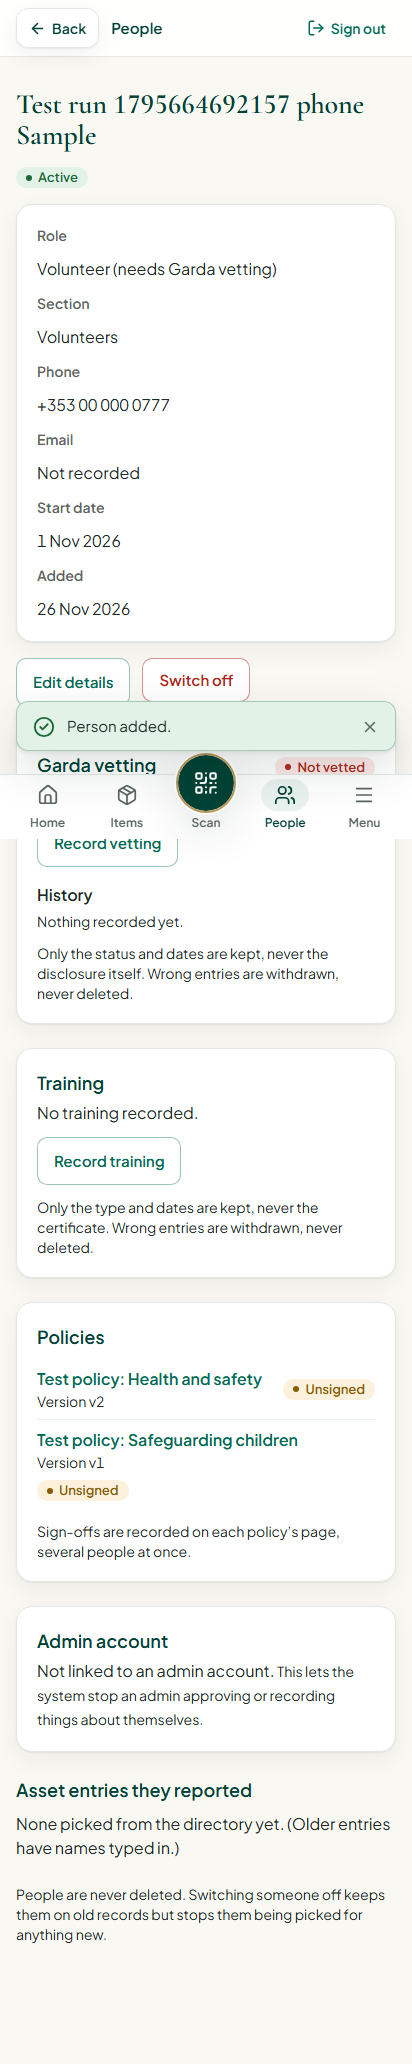 Back
People
Sign out
Test run 1795664692157 phone
Sample
Active
Role
Volunteer (needs Garda vetting)
Section
Volunteers
Phone
+353 00 000 0777
Email
Not recorded
Start date
1 Nov 2026
Added
26 Nov 2026
Edit details
Switch off
Person added.
Garda vetting
Not vetted
Home
Items
Scan
People
Menu
Record vetting
History
Nothing recorded yet.
Only the status and dates are kept, never the
disclosure itself. Wrong entries are withdrawn,
never deleted.
Training
No training recorded.
Record training
Only the type and dates are kept, never the
certificate. Wrong entries are withdrawn, never
deleted.
Policies
Test policy: Health and safety
Unsigned
Version v2
Test policy: Safeguarding children
Version v1
Unsigned
Sign-offs are recorded on each policy's page,
several people at once.
Admin account
Not linked to an admin account. This lets the
system stop an admin approving or recording
things about themselves.
Asset entries they reported
None picked from the directory yet. (Older entries
have names typed in.)
People are never deleted. Switching someone off keeps
them on old records but stops them being picked for
anything new.